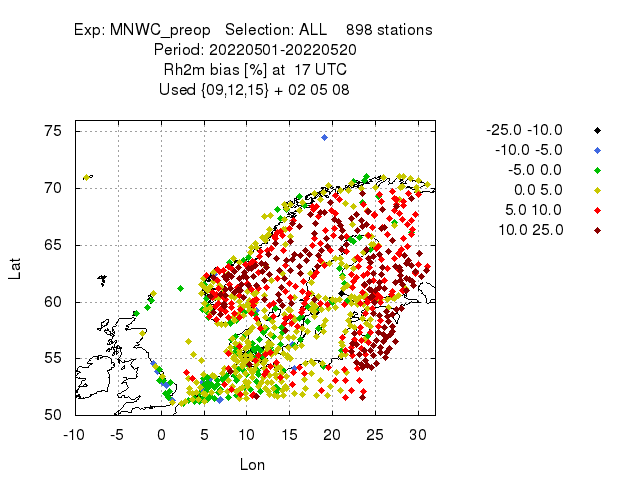 Exp: MNWC_preop   Selection: ALL    898 stations
Period: 20220501-20220520
Rh2m bias [%] at  17 UTC
Used {09,12,15} + 02 05 08
-25.0 -10.0
-10.0 -5.0
-5.0 0.0
0.0 5.0
5.0 10.0
10.0 25.0
75
70
65
60
55
50
Lat
-10 -5 0 5 10 15 20 25 30
Lon